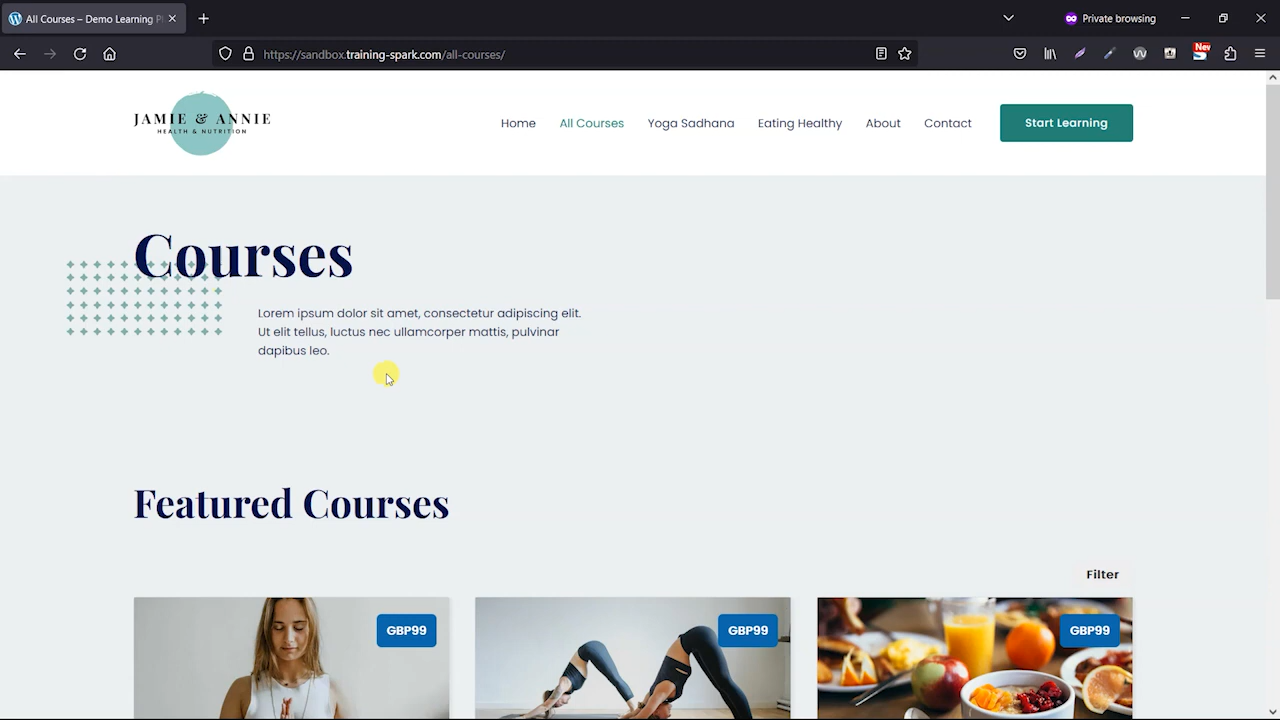 All Courses – Demo Learning Pl
Private browsing
https://sandbox.training-spark.com/all-courses/
New
JAMIE & ANNIE
HEALTH & NUTRITION
Home
All Courses
Yoga Sadhana
Eating Healthy
About
Contact
Start Learning
Courses
Lorem ipsum dolor sit amet, consectetur adipiscing elit.
Ut elit tellus, luctus nec ullamcorper mattis, pulvinar
dapibus leo.
Featured Courses
Filter
GBP99
GBP99
GBP99